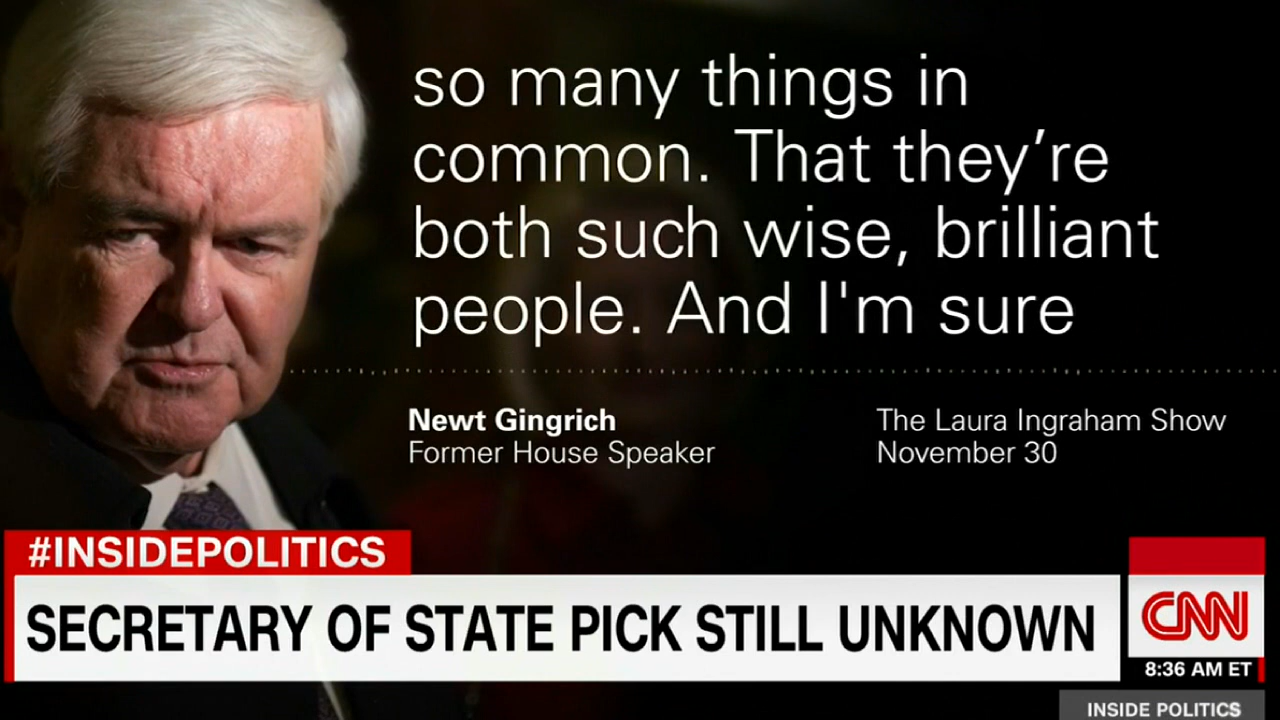 so many things in
common. That they’re
both such wise, brilliant
people. And I'm sure
Newt Gingrich
Former House Speaker
The Laura Ingraham Show
November 30
#INSIDEPOLITICS
SECRETARY OF STATE PICK STILL UNKNOWN
CNN
8:36 AM ET
INSIDE POLITICS